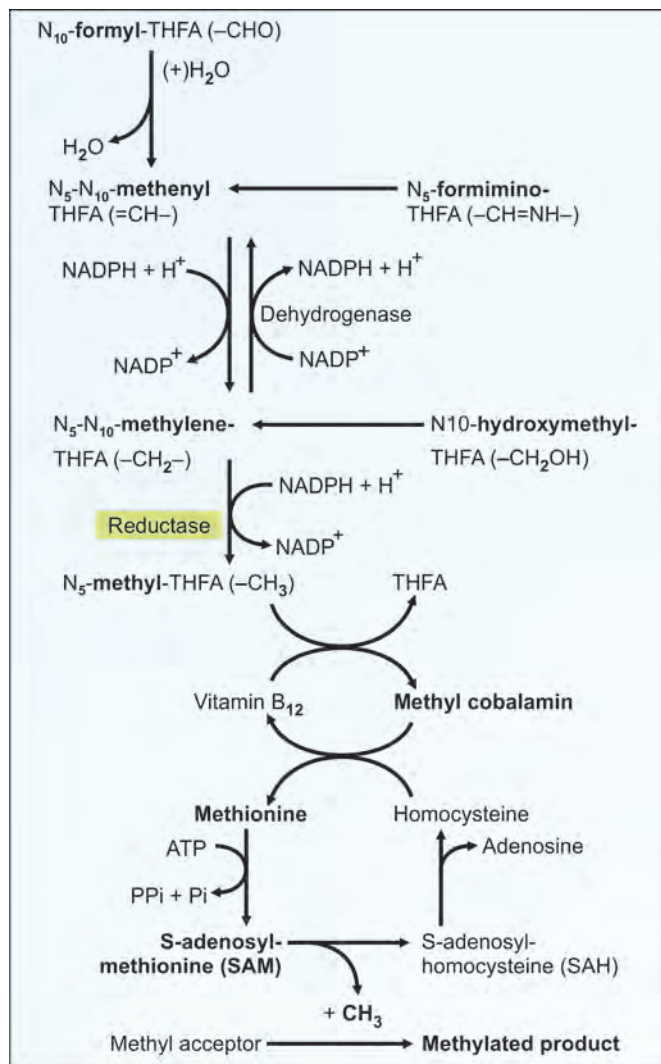 N₁₀-formyl-THFA (–CHO)
(+)H₂O
H₂O
N₅-N₁₀-methenyl
THFA (=CH–)
N₅-formimino-
THFA (–CH=NH–)
NADPH + H⁺
NADPH + H⁺
Dehydrogenase
NADP⁺
NADP⁺
N₅-N₁₀-methylene-
THFA (–CH₂–)
N10-hydroxymethyl-
THFA (–CH₂OH)
NADPH + H⁺
Reductase
NADP⁺
N₅-methyl-THFA (–CH₃)
THFA
Vitamin B₁₂
Methyl cobalamin
Methionine
Homocysteine
ATP
Adenosine
PPi + Pi
S-adenosyl-
methionine (SAM)
S-adenosyl-
homocysteine (SAH)
+ CH₃
Methyl acceptor
Methylated product